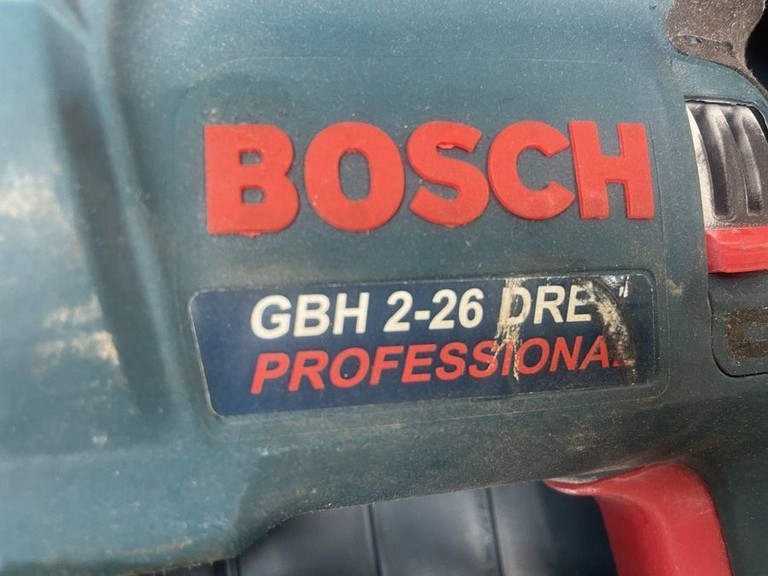 BOSCH
GBH 2-26 DRE
PROFESSIONAL